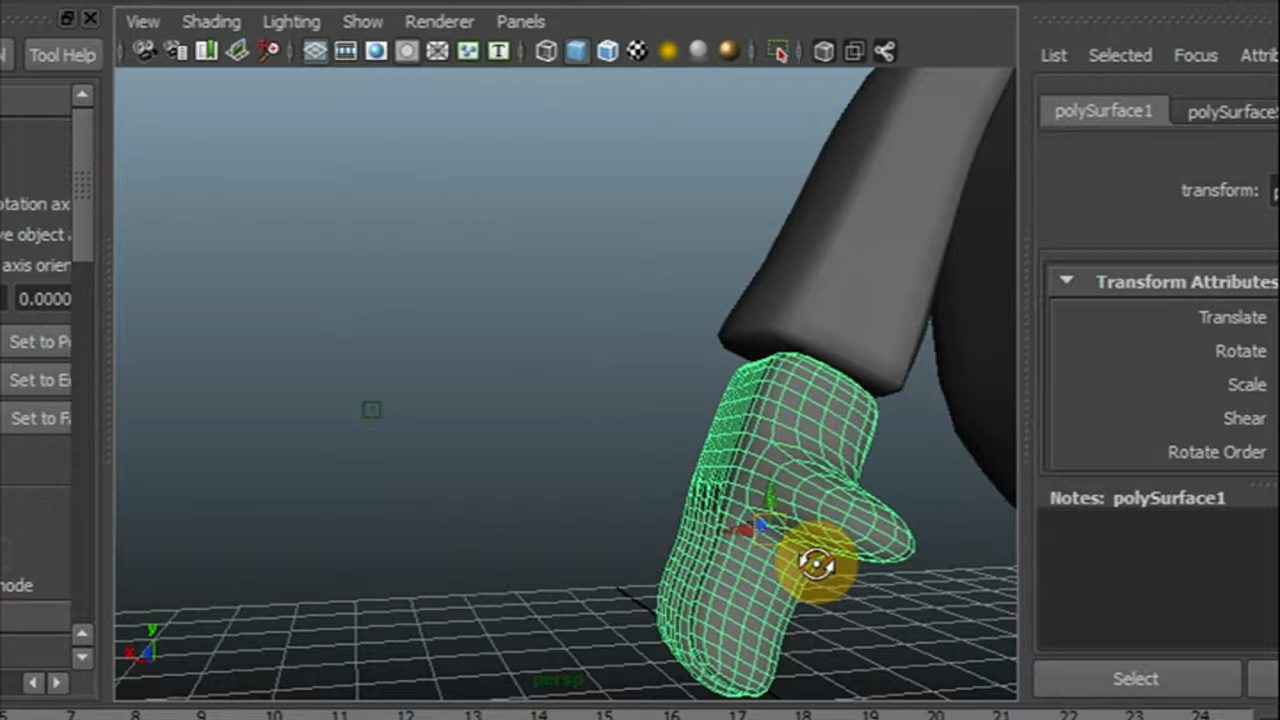 View Shading Lighting Show Renderer Panels
Tool Help
List Selected Focus Attri
T
polySurface1 polySurface
transform:
otation ax
ve object
axis orien
0.0000
Set to P
Set to E
Set to F
node
Transform Attributes
Translate
Rotate
Scale
Shear
Rotate Order
Notes: polySurface1
y
x
persp
Select
7 8 9 10 11 12 13 14 15 16 17 18 19 20 21 22 23 24